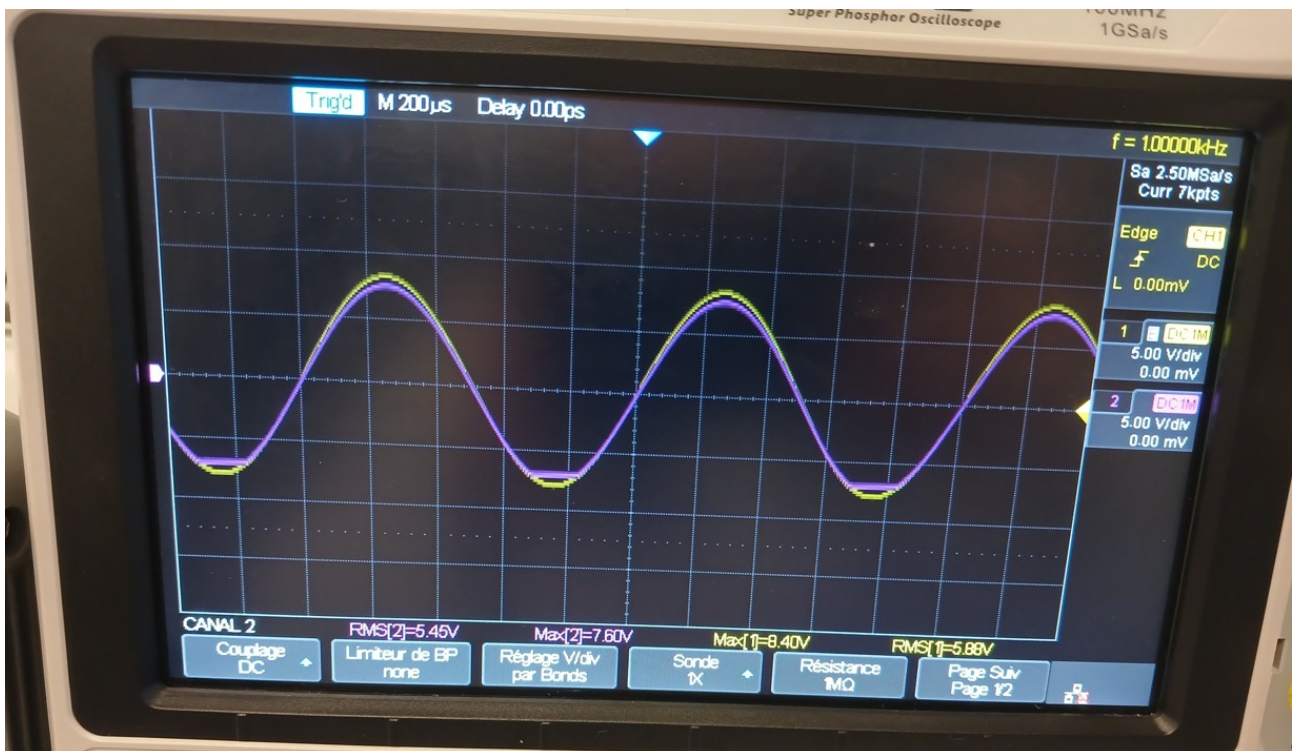 Super Phosphor Oscilloscope
100MHz
1GSa/s
Trig'd M 200µs Delay 0.00ps
f = 1.00000kHz
Sa 2.50MSa/s
Curr 7kpts
Edge CH1
DC
L 0.00mV
1 DC1M
5.00 V/div
0.00 mV
2 DC1M
5.00 V/div
0.00 mV
CANAL 2 RMS[2]=5.45V Max[2]=7.60V Max[1]=8.40V RMS[1]=5.88V
Couplage
DC
Limiteur de BP
none
Réglage V/div
par Bonds
Sonde
1X
Résistance
1MΩ
Page Suiv
Page 1/2